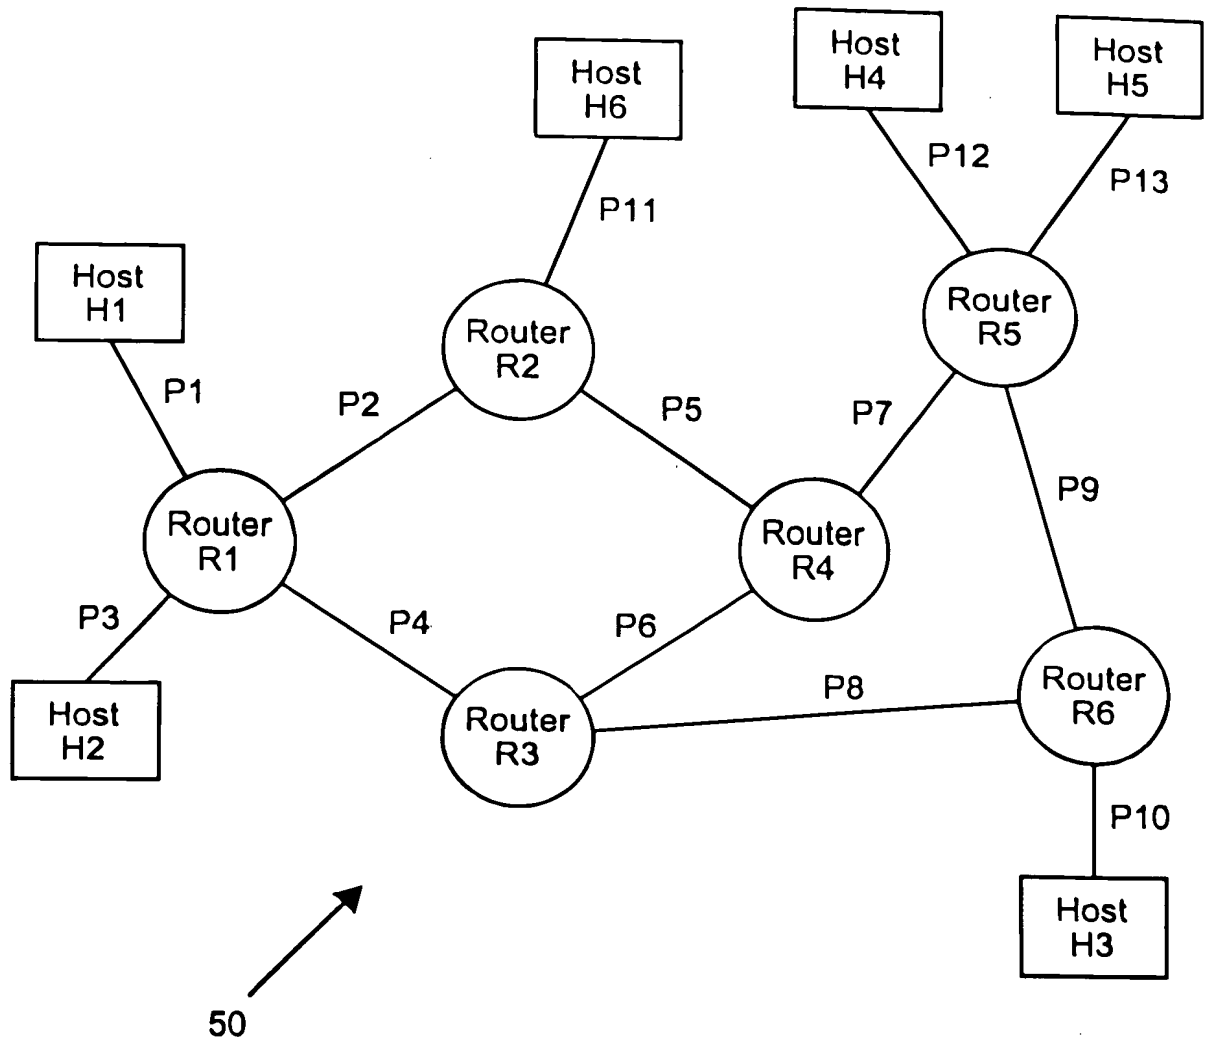 Host
H4
Host
H5
Host
H6
P12
P13
P11
Host
H1
Router
R5
Router
R2
P1
P2
P5
P7
P9
Router
R1
Router
R4
P3
P4
P6
Router
R6
P8
Host
H2
Router
R3
P10
Host
H3
50